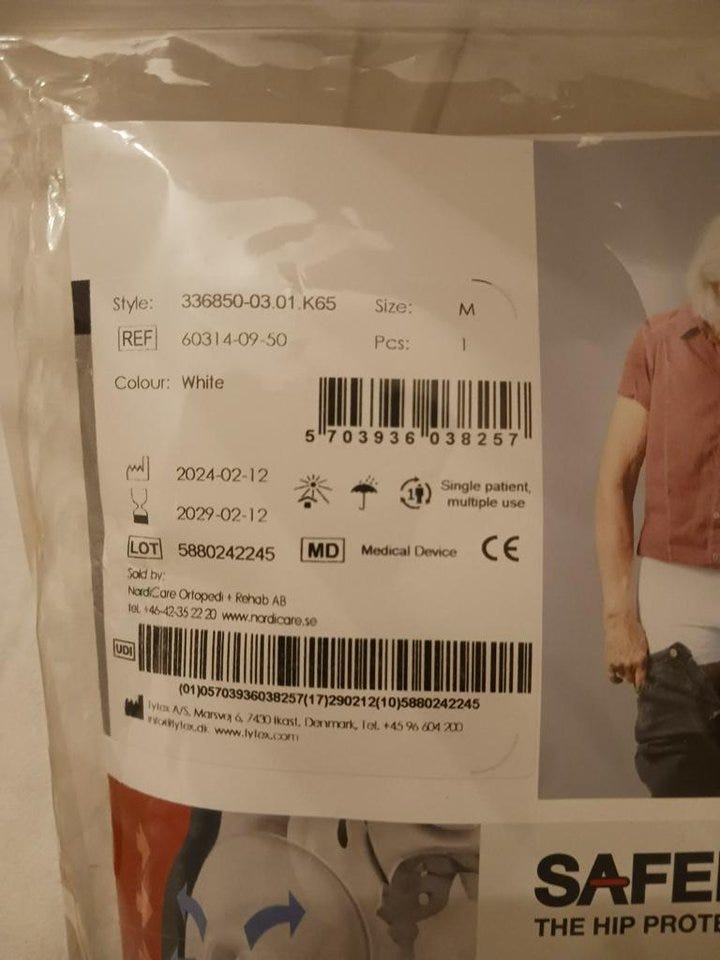 Style: 336850-03.01.K65 Size: M
REF 60314-09-50 Pcs: 1
Colour: White
5 703936 038257
2024-02-12
2029-02-12
1
Single patient,
multiple use
LOT 5880242245 MD Medical Device CE
Sold by:
NordiCare Ortopedi + Rehab AB
tel. +46-42-35 22 20 www.nordicare.se
UDI
(01)05703936038257(17)290212(10)5880242245
Tytex A/S, Marsvej 6, 7430 Ikast, Denmark, Tel. +45 96 604 200
info@tytex.dk www.tytex.com
SAFE
THE HIP PROTE